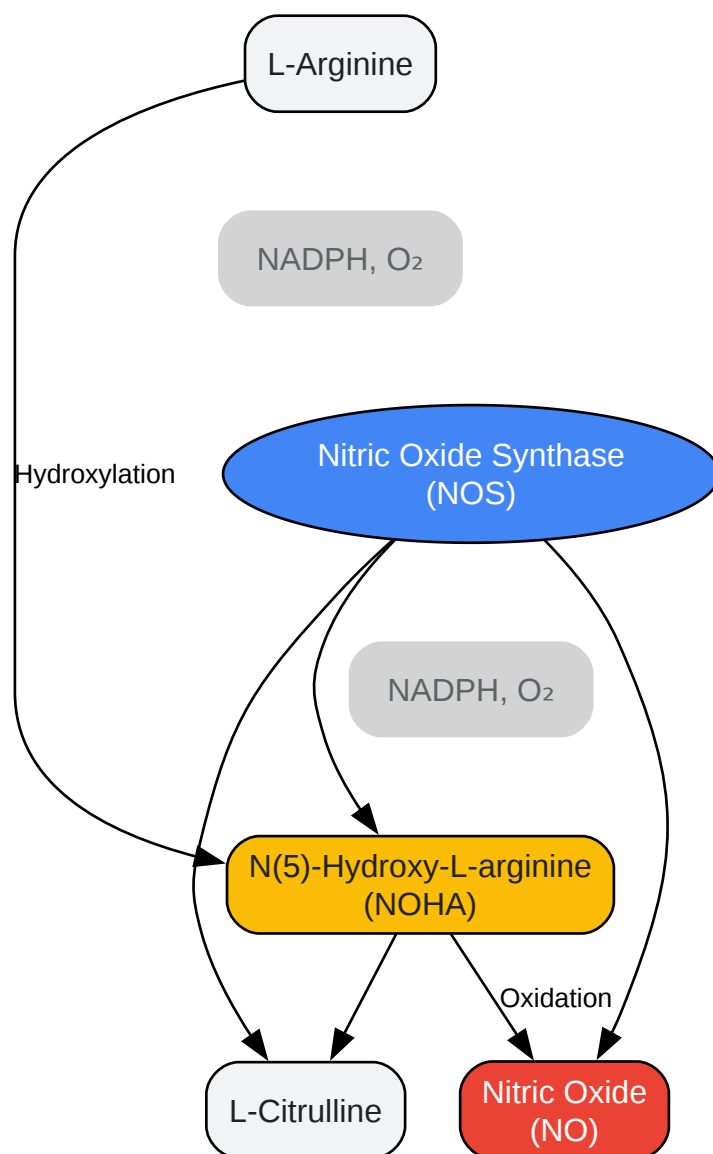 L-Arginine
NADPH, O₂
Hydroxylation
Nitric Oxide Synthase
(NOS)
NADPH, O₂
N(5)-Hydroxy-L-arginine
(NOHA)
Oxidation
L-Citrulline
Nitric Oxide
(NO)